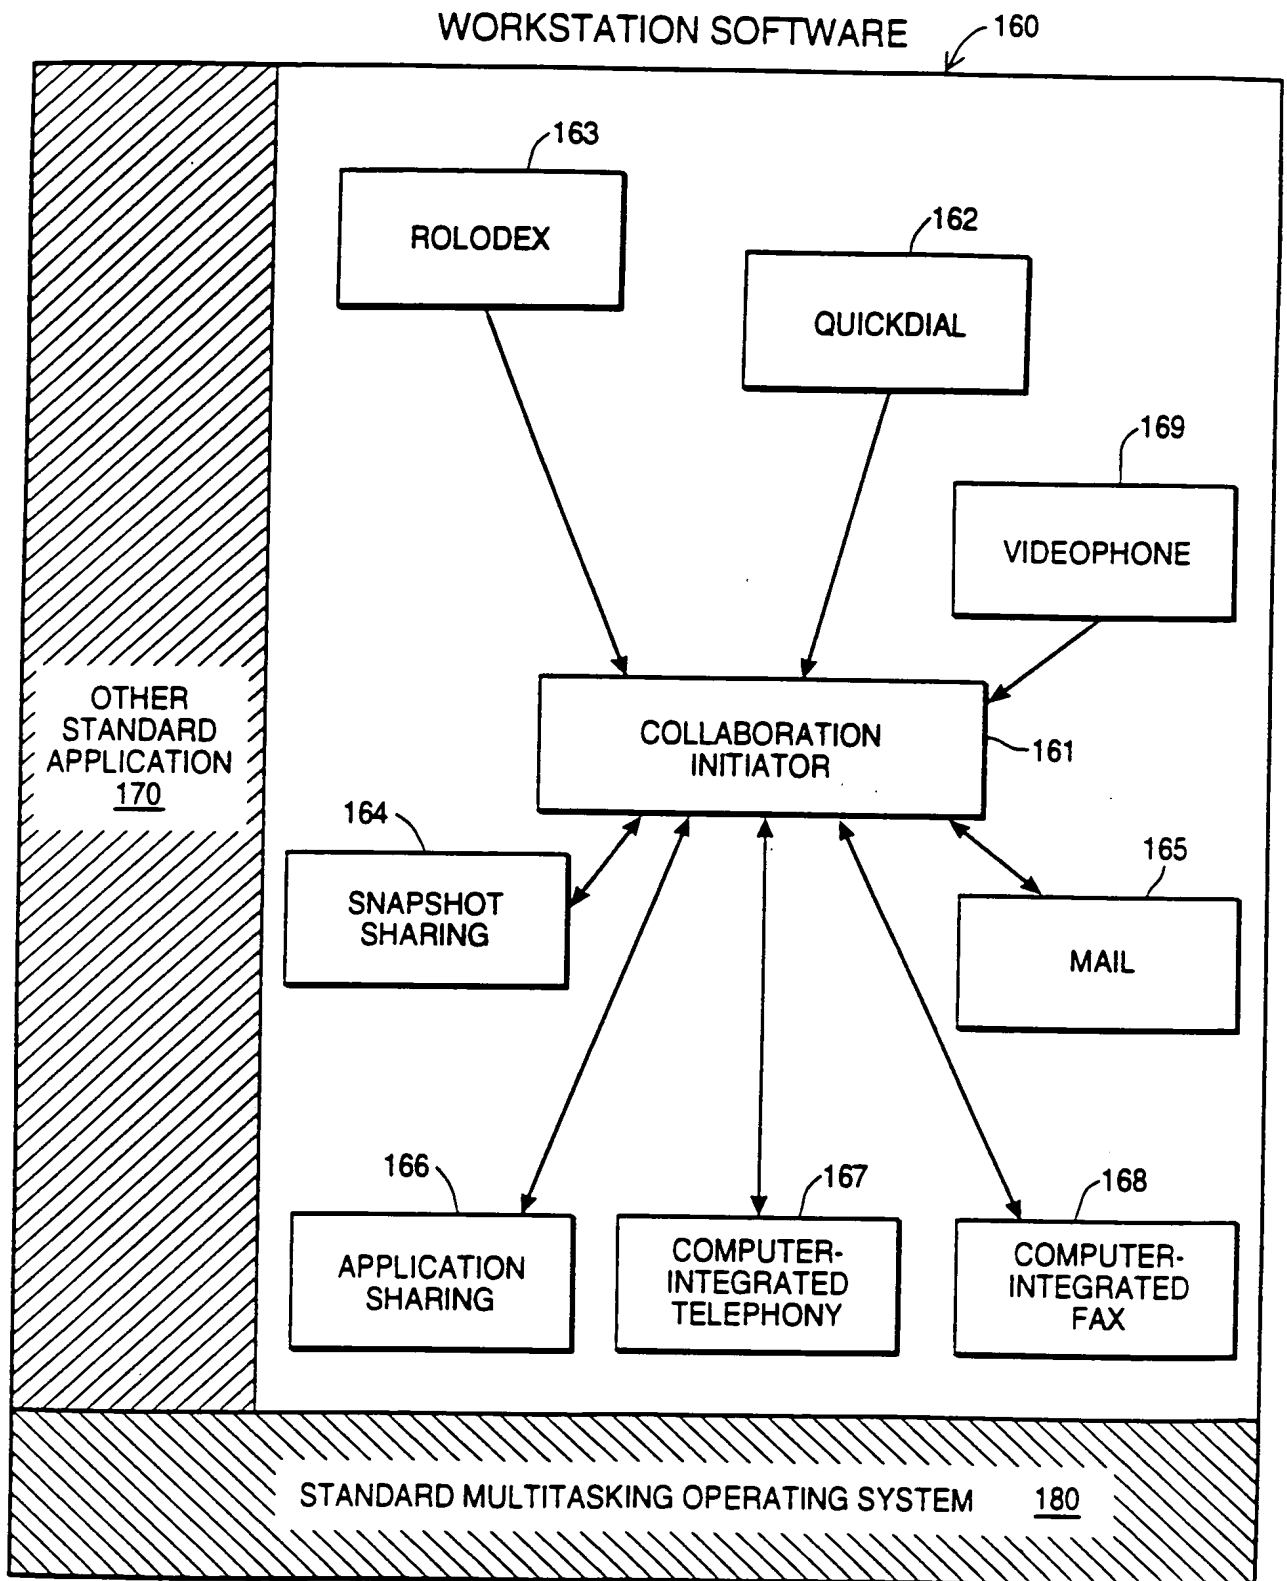 WORKSTATION SOFTWARE
160
163
ROLODEX
162
QUICKDIAL
169
VIDEOPHONE
COLLABORATION
INITIATOR
161
OTHER
STANDARD
APPLICATION
170
164
SNAPSHOT
SHARING
165
MAIL
166
APPLICATION
SHARING
167
COMPUTER-
INTEGRATED
TELEPHONY
168
COMPUTER-
INTEGRATED
FAX
STANDARD MULTITASKING OPERATING SYSTEM 180